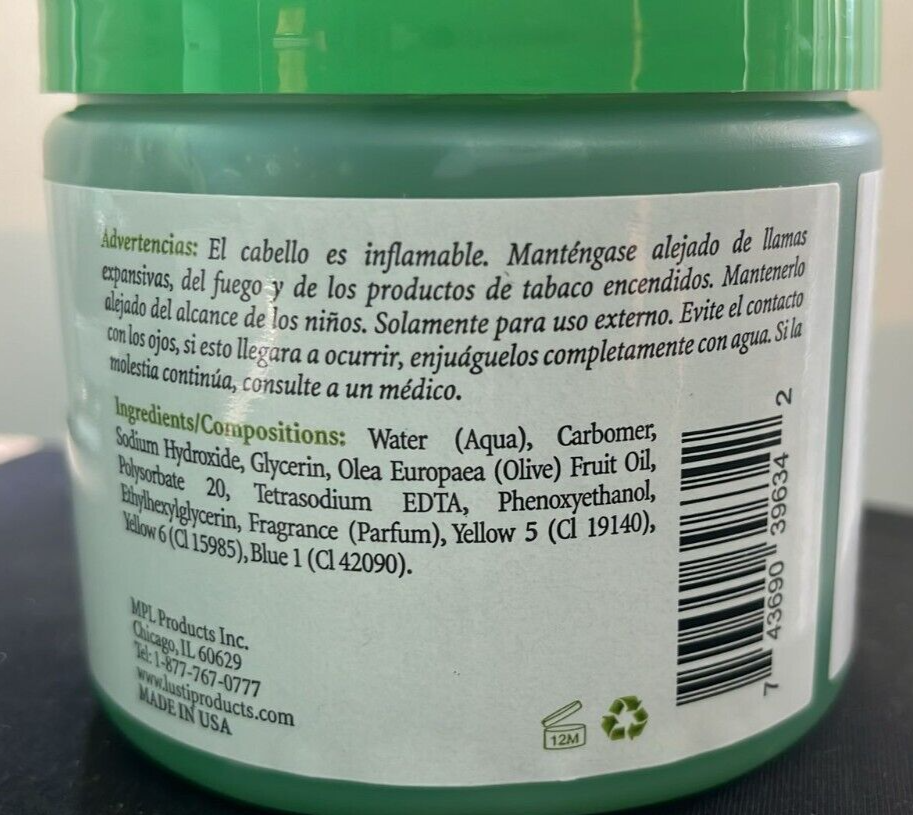 Advertencias: El cabello es inflamable. Manténgase alejado de llamas
expansivas, del fuego y de los productos de tabaco encendidos. Mantenerlo
alejado del alcance de los niños. Solamente para uso externo. Evite el contacto
con los ojos, si esto llegara a ocurrir, enjuáguelos completamente con agua. Si la
molestia continúa, consulte a un médico.
Ingredients/Compositions: Water (Aqua), Carbomer,
Sodium Hydroxide, Glycerin, Olea Europaea (Olive) Fruit Oil,
Polysorbate 20, Tetrasodium EDTA, Phenoxyethanol,
Ethylhexylglycerin, Fragrance (Parfum), Yellow 5 (Cl 19140),
Yellow 6 (Cl 15985), Blue 1 (Cl 42090).
MPL Products Inc.
Chicago, IL 60629
Tel: 1-877-767-0777
www.lustiproducts.com
MADE IN USA
12M
7 43690 39634 2